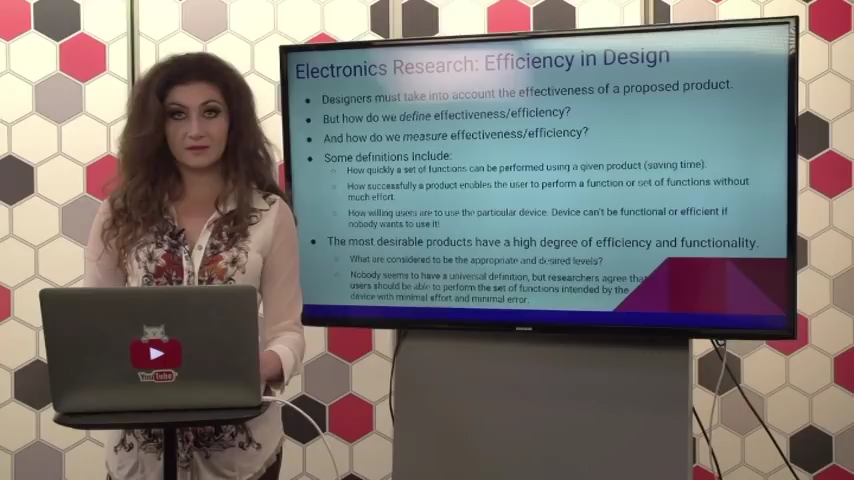 Electronics Research: Efficiency in Design
Designers must take into account the effectiveness of a proposed product.
But how do we define effectiveness/efficiency?
And how do we measure effectiveness/efficiency?
Some definitions Include:
How quickly a set of functions can be performed using a given product (saving time).
How successfully a product enables the user to perform a function or set of functions without
much effort.
How willing users are to use the particular device. Device can't be functional or efficient if
nobody wants to use it!
The most desirable products have a high degree of efficiency and functionality.
What are considered to be the appropriate and desired levels?
Nobody seems to have a universal definition, but researchers agree that
users should be able to perform the set of functions intended by the
device with minimal effort and minimal error.
SAMSUNG
YouTube